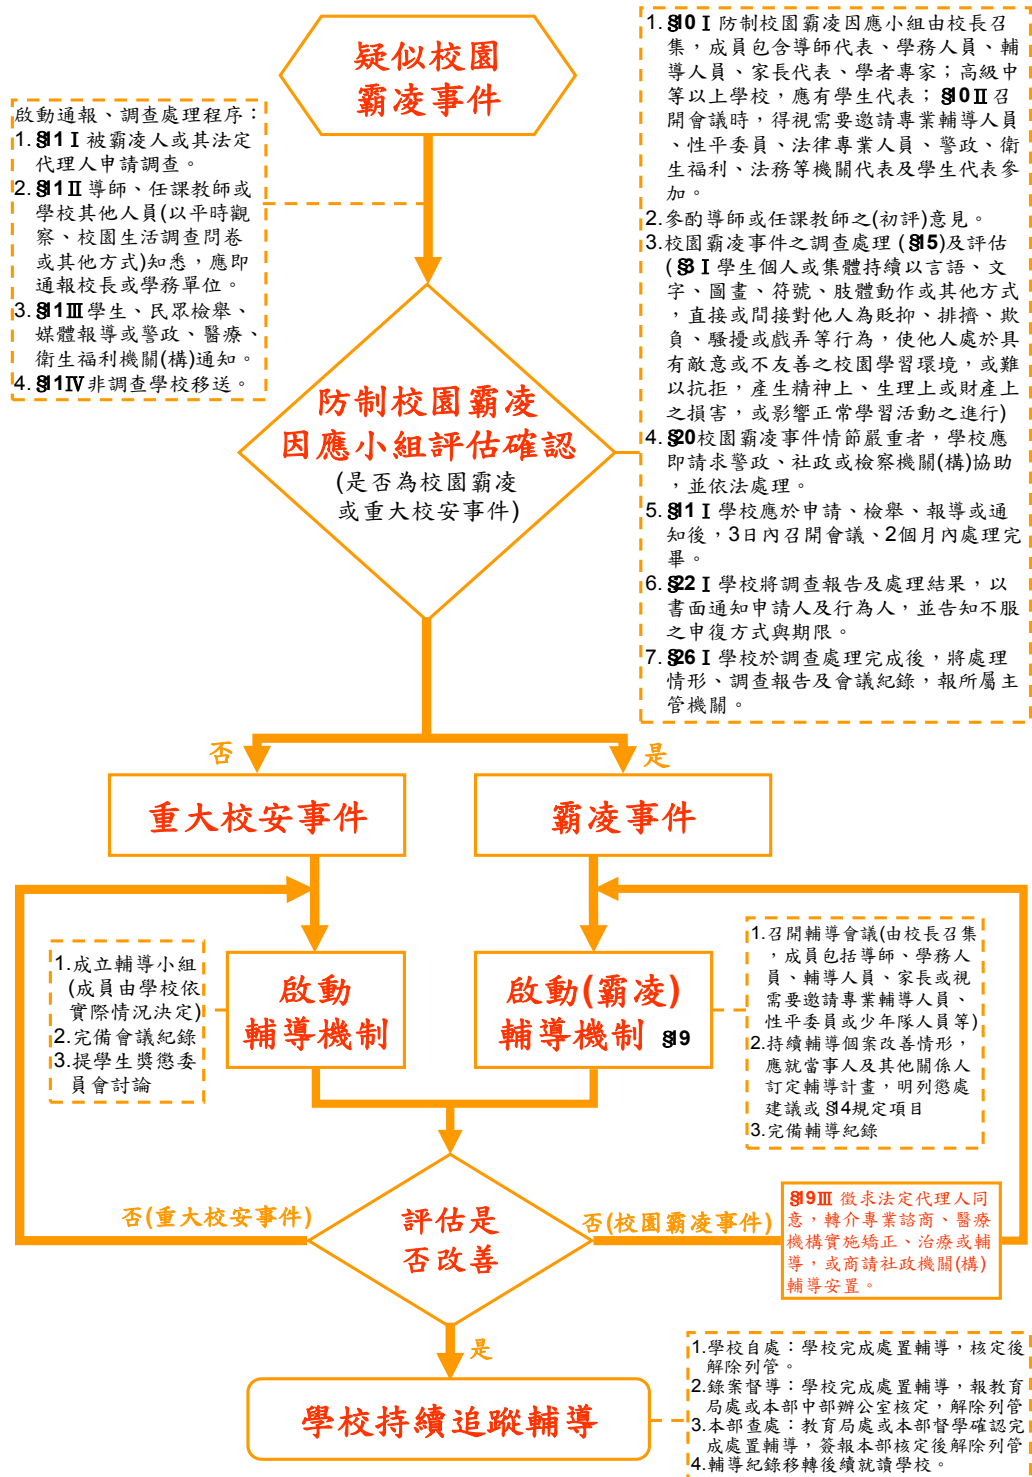 疑似校園
霸凌事件
啟動通報、調查處理程序：
1. §11 I 被霸凌人或其法定
代理人申請調查。
2. §11 II 導師、任課教師或
學校其他人員(以平時觀
察、校園生活調查問卷
或其他方式)知悉，應即
通報校長或學務單位。
3. §11 III 學生、民眾檢舉、
媒體報導或警政、醫療、
衛生福利機關(構)通知。
4. §11 IV 非調查學校移送。
1. §10 I 防制校園霸凌因應小組由校長召
集，成員包含導師代表、學務人員、輔
導人員、家長代表、學者專家；高級中
等以上學校，應有學生代表；§10 II 召
開會議時，得視需要邀請專業輔導人員
、性平委員、法律專業人員、警政、衛
生福利、法務等機關代表及學生代表參
加。
2.參酌導師或任課教師之(初評)意見。
3.校園霸凌事件之調查處理 (§15)及評估
( §3 I 學生個人或集體持續以言語、文
字、圖畫、符號、肢體動作或其他方式
，直接或間接對他人為貶抑、排擠、欺
負、騷擾或戲弄等行為，使他人處於具
有敵意或不友善之校園學習環境，或難
以抗拒，產生精神上、生理上或財產上
之損害，或影響正常學習活動之進行)
4. §20校園霸凌事件情節嚴重者，學校應
即請求警政、社政或檢察機關(構)協助
，並依法處理。
5. §11 I 學校應於申請、檢舉、報導或通
知後，3日內召開會議、2個月內處理完
畢。
6. §22 I 學校將調查報告及處理結果，以
書面通知申請人及行為人，並告知不服
之申復方式與期限。
7. §26 I 學校於調查處理完成後，將處理
情形、調查報告及會議紀錄，報所屬主
管機關。
防制校園霸凌
因應小組評估確認
(是否為校園霸凌
或重大校安事件)
否
是
重大校安事件
霸凌事件
1.成立輔導小組
(成員由學校依
實際情況決定)
2.完備會議紀錄
3.提學生獎懲委
員會討論
啟動
輔導機制
啟動(霸凌)
輔導機制 §19
1.召開輔導會議(由校長召集
，成員包括導師、學務人
員、輔導人員、家長或視
需要邀請專業輔導人員、
性平委員或少年隊人員等)
2.持續輔導個案改善情形，
應就當事人及其他關係人
訂定輔導計畫，明列懲處
建議或 §14規定項目
3.完備輔導紀錄
否(重大校安事件)
評估是
否改善
否(校園霸凌事件)
§19 III 徵求法定代理人同
意，轉介專業諮商、醫療
機構實施矯正、治療或輔
導，或商請社政機關(構)
輔導安置。
是
學校持續追蹤輔導
1.學校自處：學校完成處置輔導，核定後
解除列管。
2.錄案督導：學校完成處置輔導，報教育
局處或本部中部辦公室核定，解除列管
3.本部查處：教育局處或本部督學確認完
成處置輔導，簽報本部核定後解除列管
4.輔導紀錄移轉後續就讀學校。